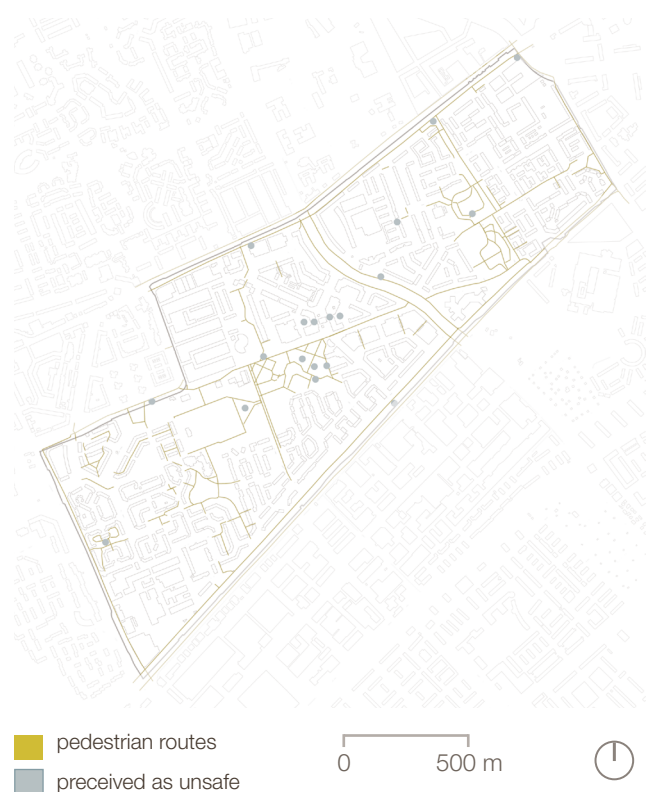 pedestrian routes
preceived as unsafe
0 500 m